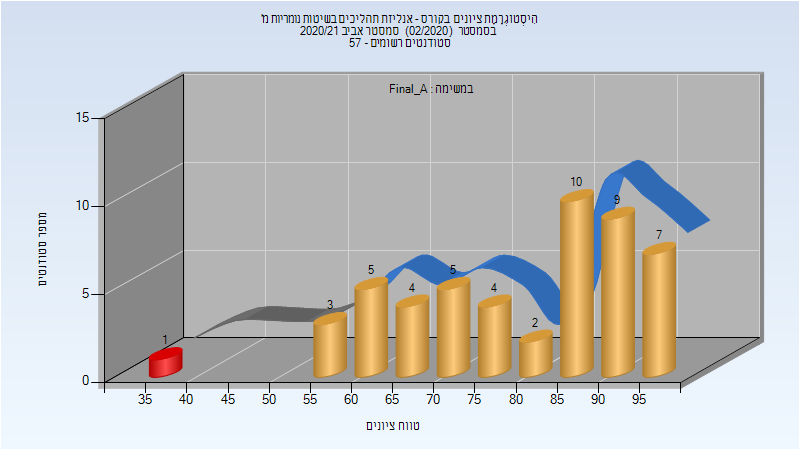 היסטוגרמת ציונים בקורס - אנליזת תהליכים בשיטות נומריות מ'
בסמסטר (02/2020) סמסטר אביב 2020/21
סטודנטים רשומים - 57
במשימה : Final_A
מספר סטודנטים
15
10
5
0
1
3
5
4
5
4
2
10
9
7
35 40 45 50 55 60 65 70 75 80 85 90 95
טווח ציונים